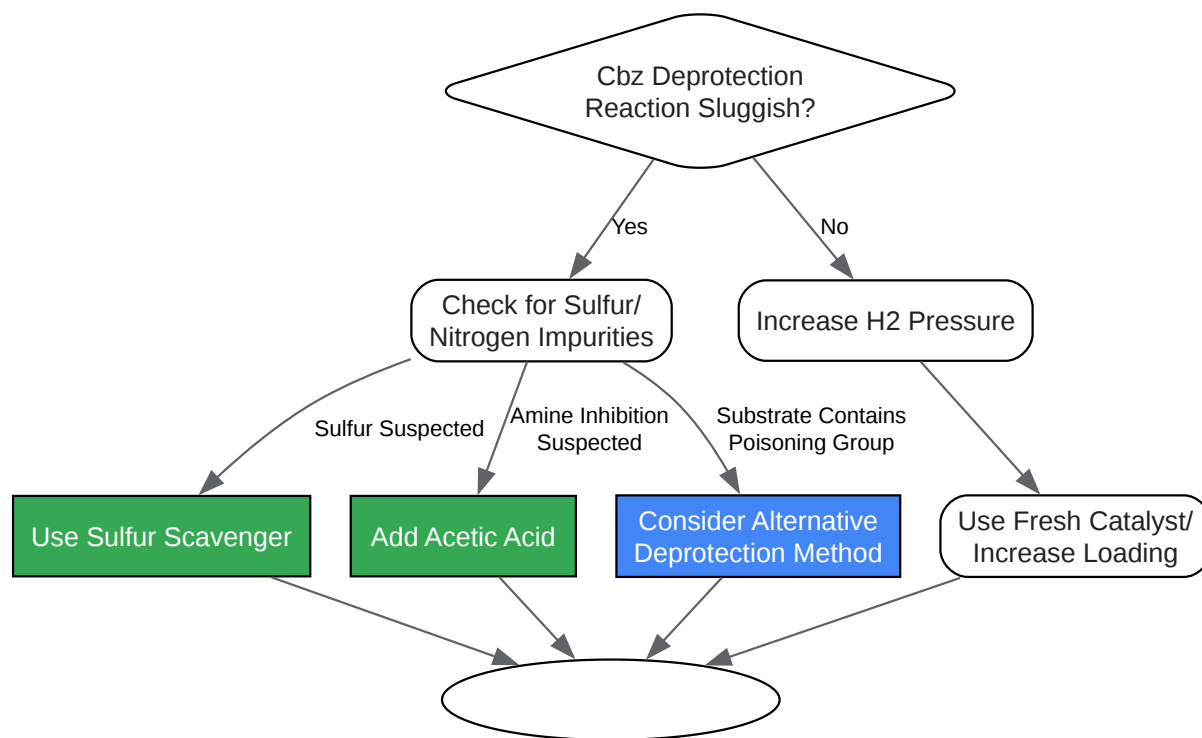 Cbz Deprotection
Reaction Sluggish?
Yes
No
Check for Sulfur/
Nitrogen Impurities
Increase H2 Pressure
Sulfur Suspected
Amine Inhibition
Suspected
Substrate Contains
Poisoning Group
Use Sulfur Scavenger
Add Acetic Acid
Consider Alternative
Deprotection Method
Use Fresh Catalyst/
Increase Loading